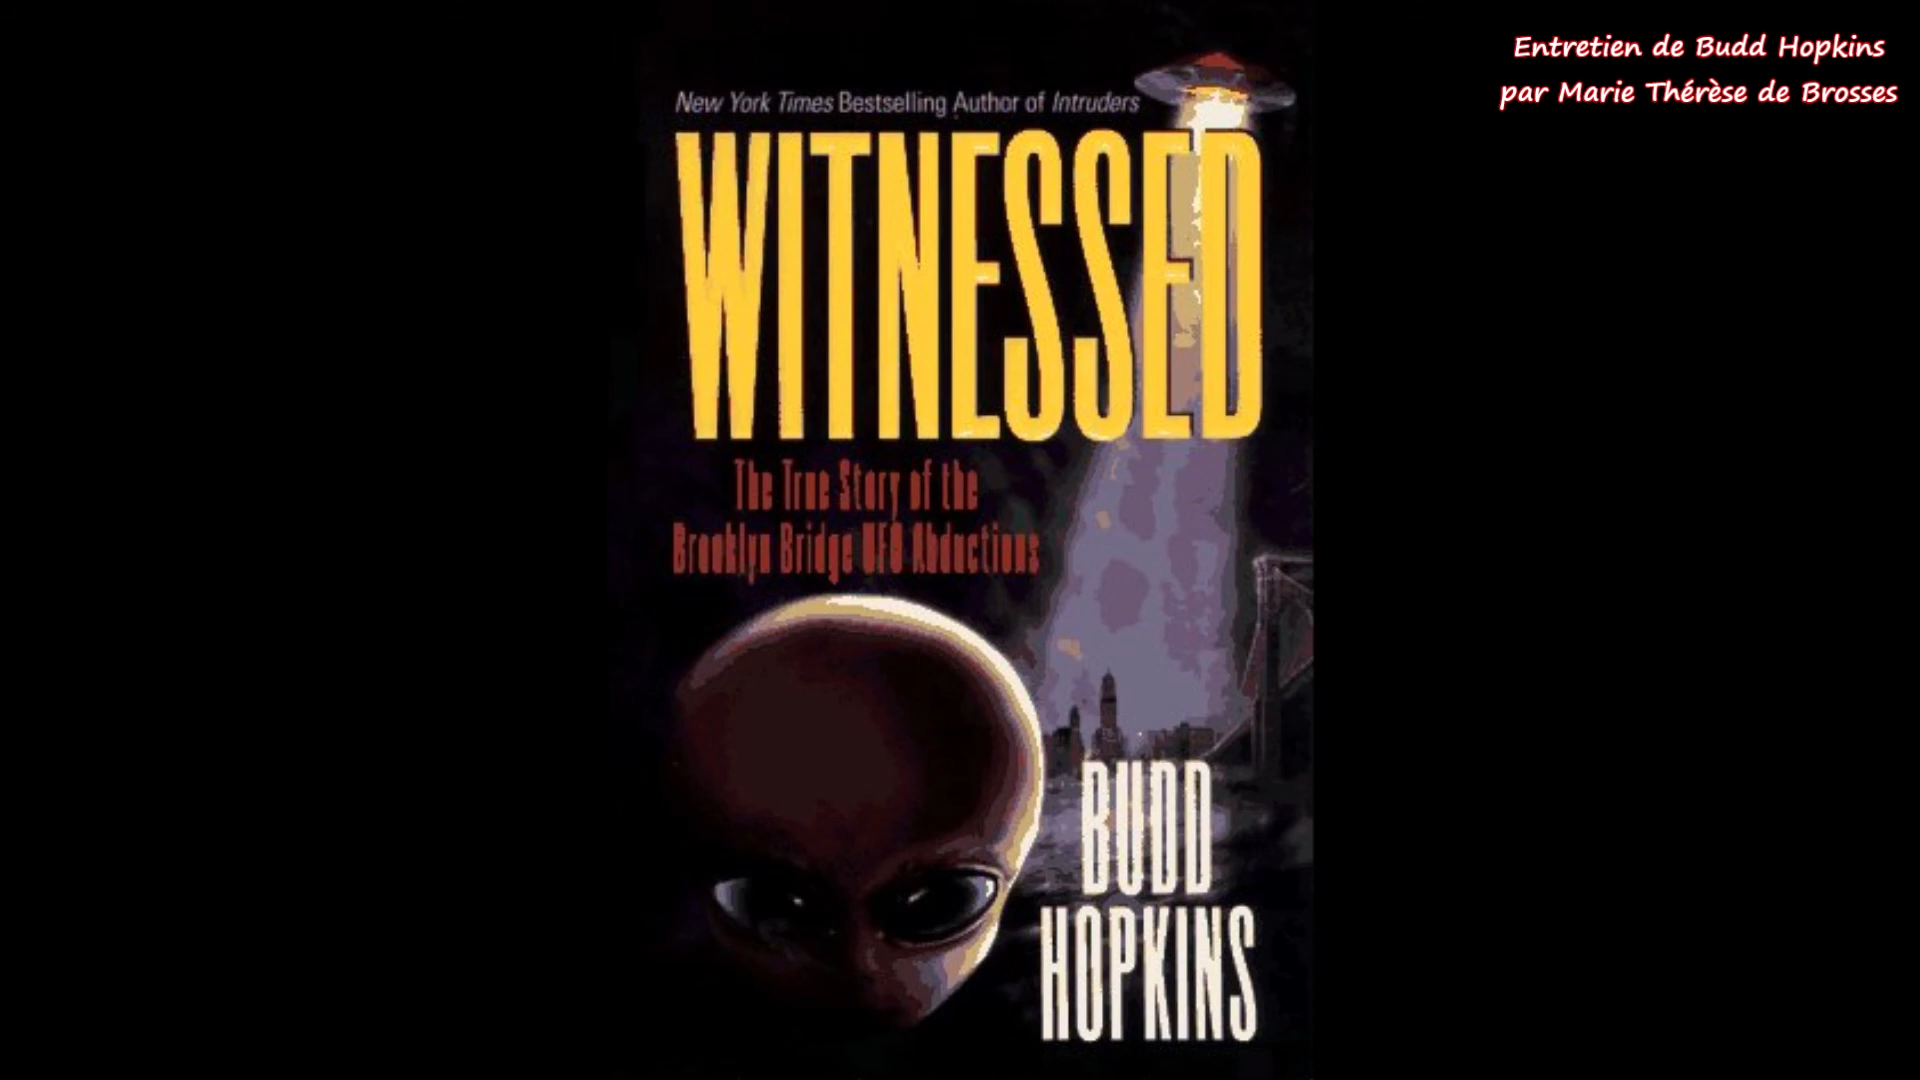 Entretien de Budd Hopkins
par Marie Thérèse de Brosses
New York Times Bestselling Author of Intruders
WITNESSED
The True Story of the
Brooklyn Bridge UFO Abductions
BUDD
HOPKINS